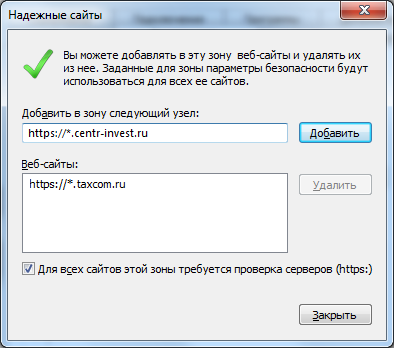 Надежные сайты
Вы можете добавлять в эту зону веб-сайты и удалять их
из нее. Заданные для зоны параметры безопасности будут
использоваться для всех ее сайтов.
Добавить в зону следующий узел:
https://*.centr-invest.ru
Добавить
Веб-сайты:
https://*.taxcom.ru
Удалить
Для всех сайтов этой зоны требуется проверка серверов (https:)
Закрыть